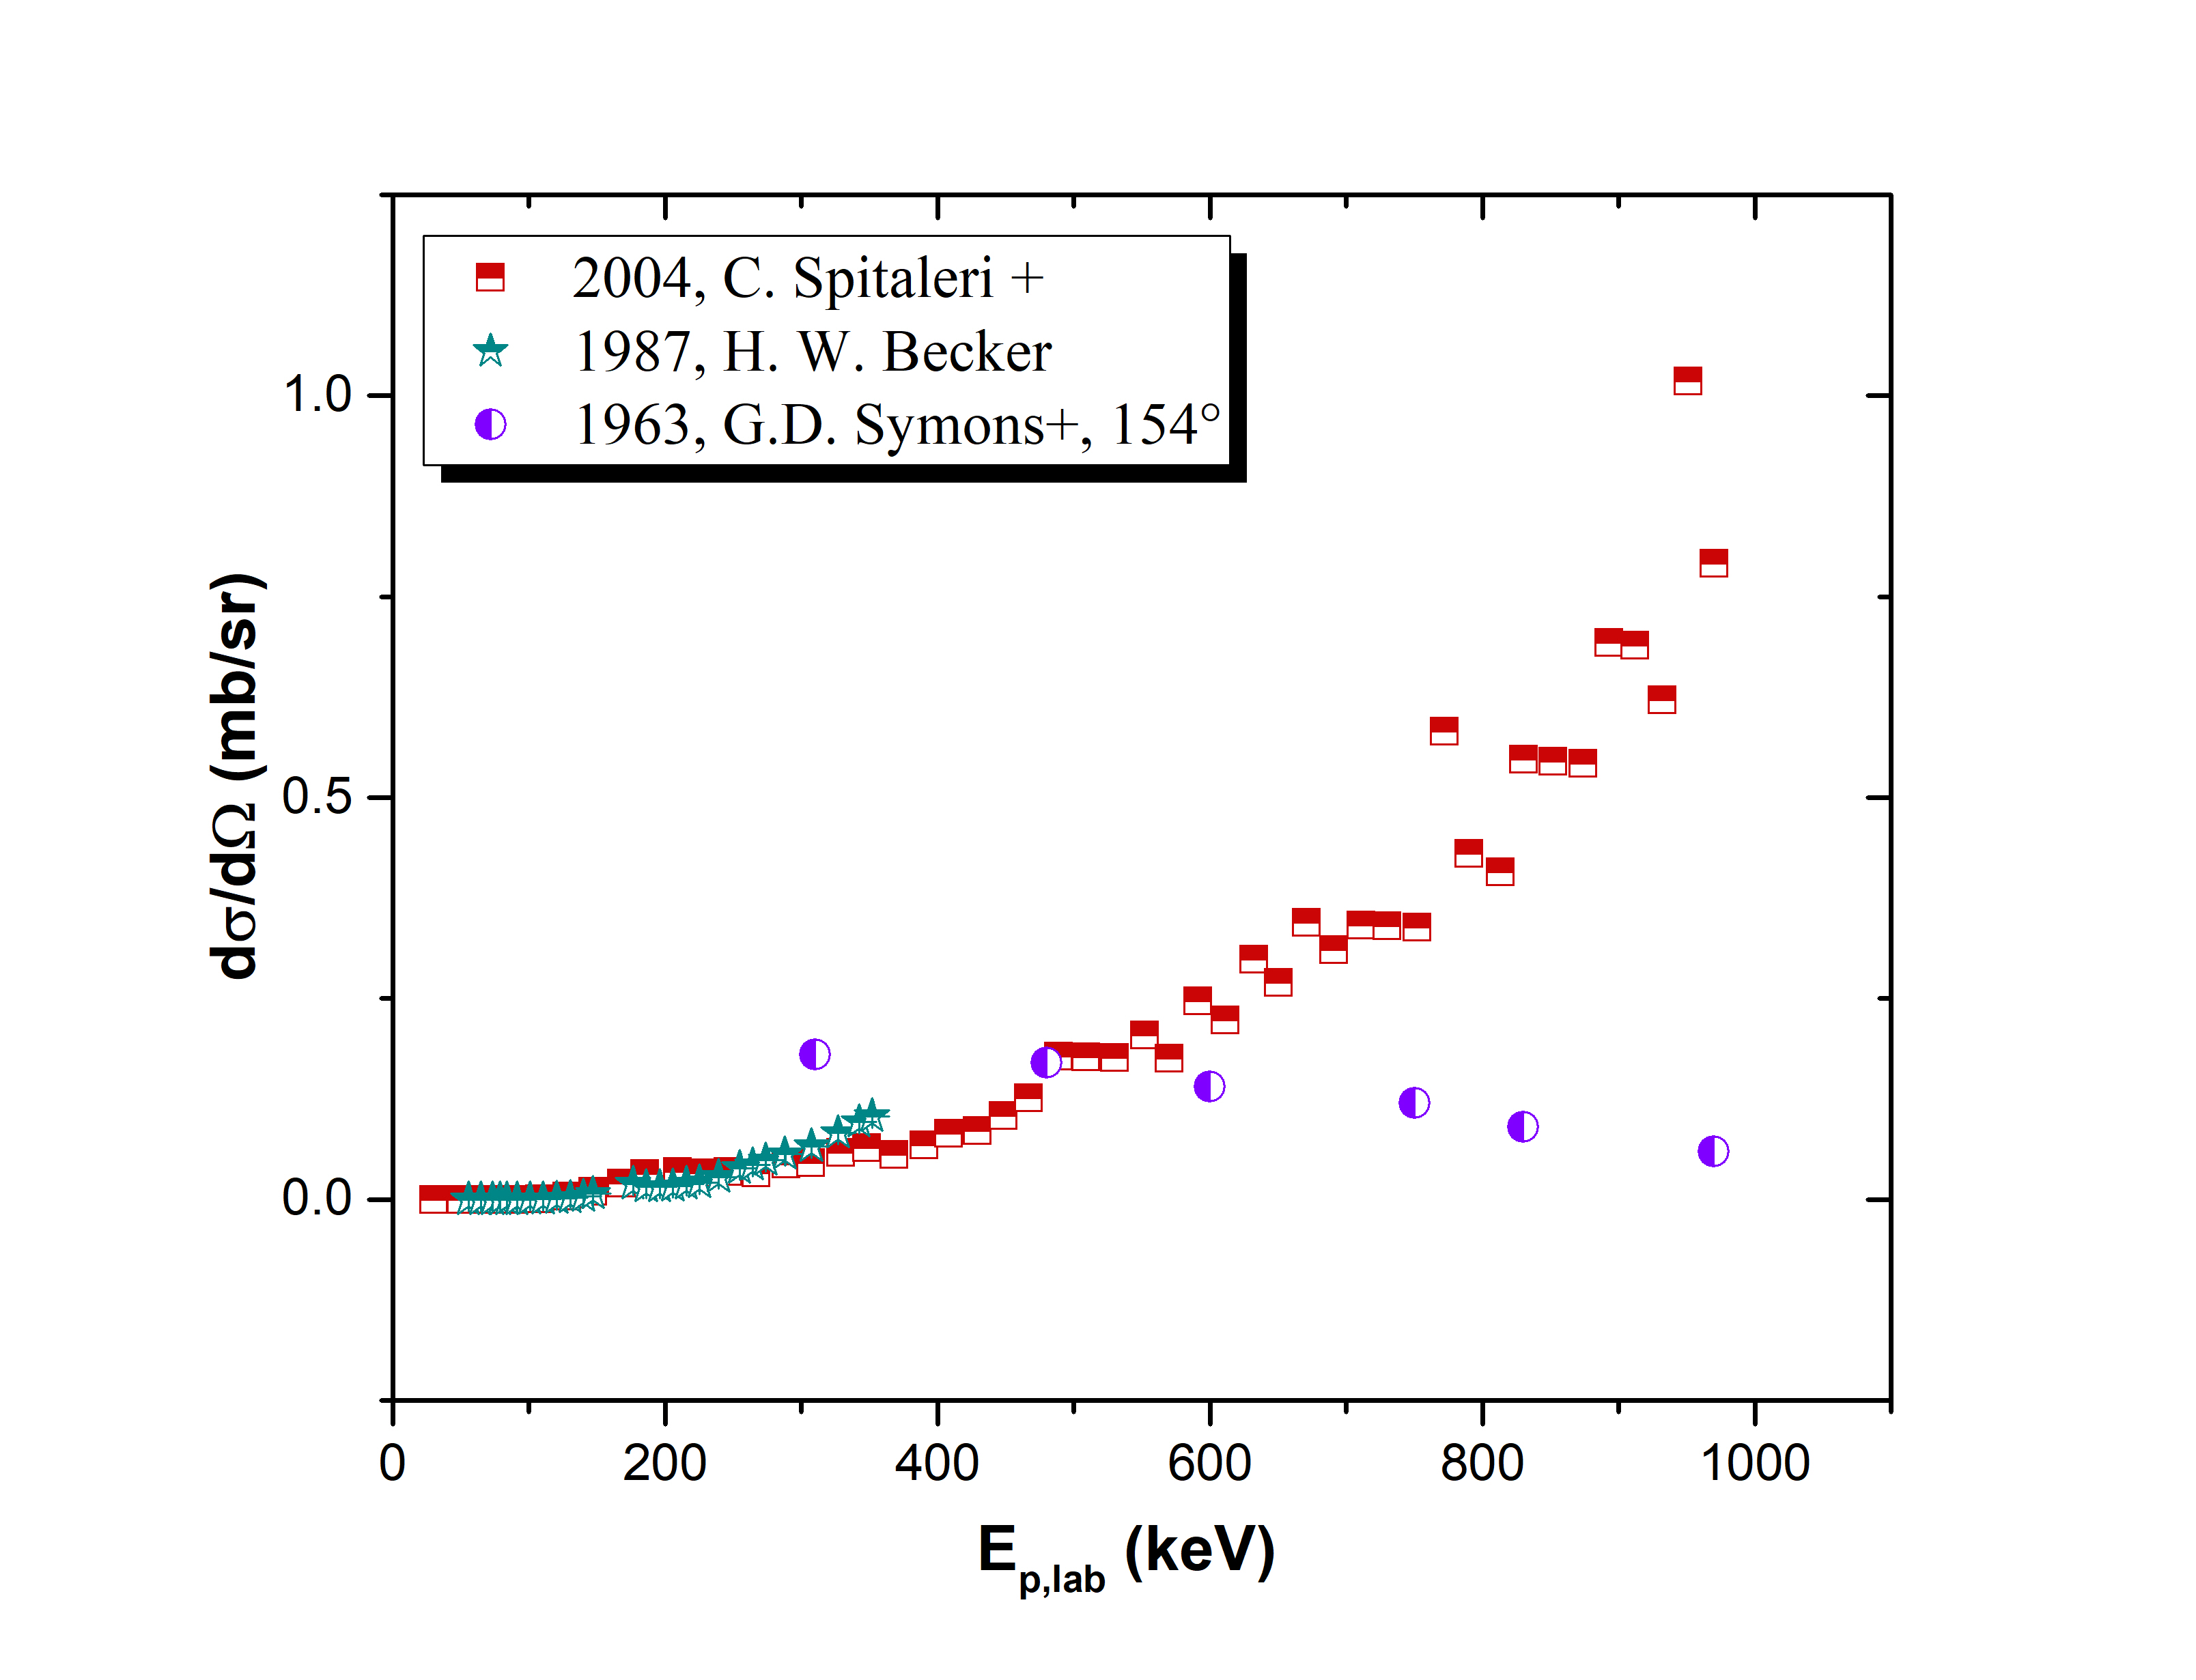 2004, C. Spitaleri +
1987, H. W. Becker
1963, G.D. Symons+, 154°
1.0
0.5
0.0
dσ/dΩ (mb/sr)
0 200 400 600 800 1000
Ep,lab (keV)